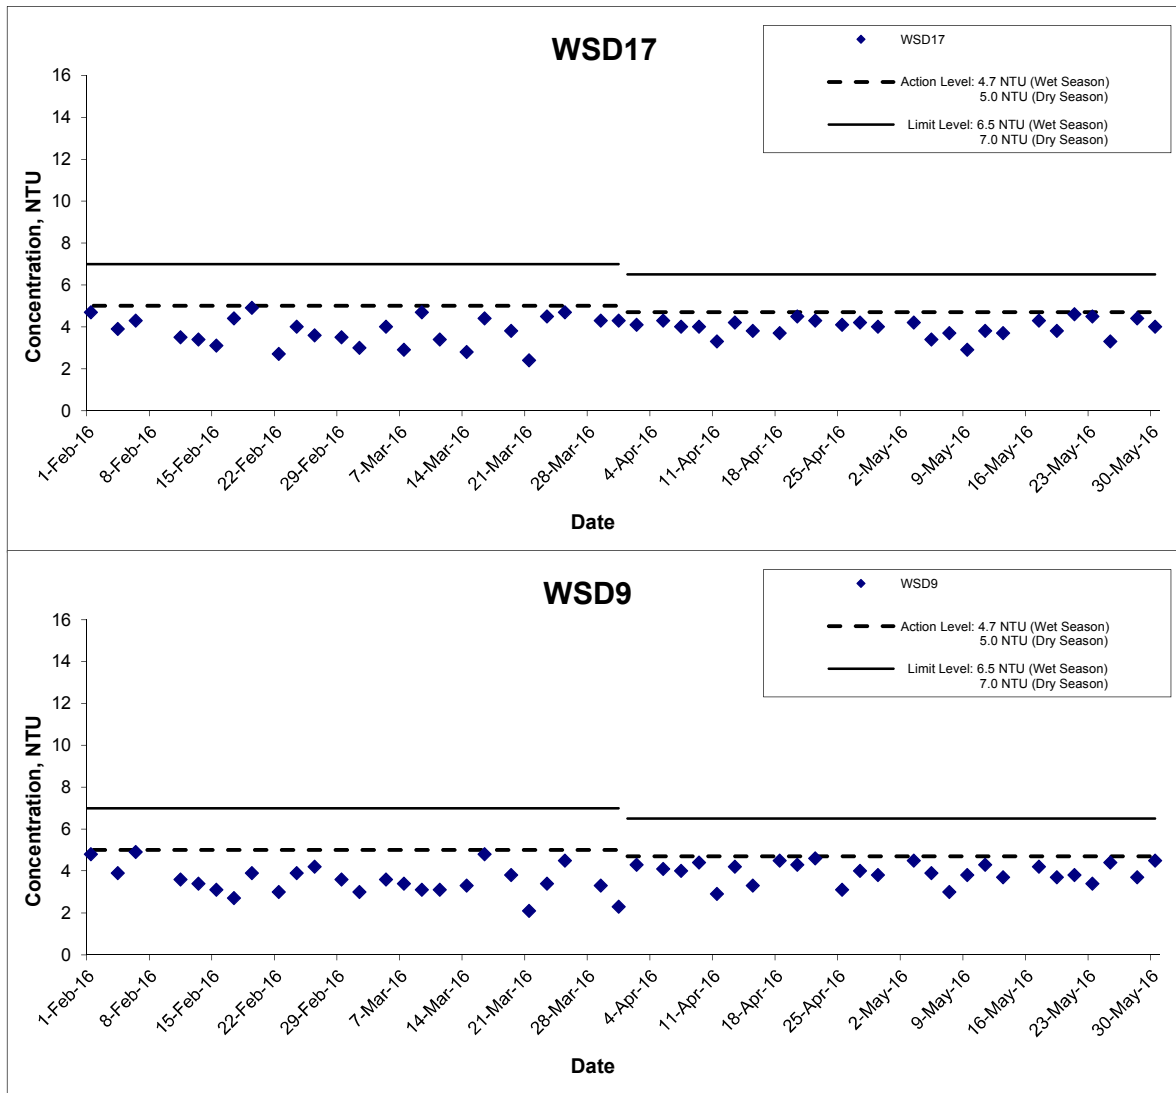 WSD17
WSD17
Action Level: 4.7 NTU (Wet Season)
5.0 NTU (Dry Season)
Limit Level: 6.5 NTU (Wet Season)
7.0 NTU (Dry Season)
Concentration, NTU
16
14
12
10
8
6
4
2
0
1-Feb-16
8-Feb-16
15-Feb-16
22-Feb-16
29-Feb-16
7-Mar-16
14-Mar-16
21-Mar-16
28-Mar-16
4-Apr-16
11-Apr-16
18-Apr-16
25-Apr-16
2-May-16
9-May-16
16-May-16
23-May-16
30-May-16
Date
WSD9
WSD9
Action Level: 4.7 NTU (Wet Season)
5.0 NTU (Dry Season)
Limit Level: 6.5 NTU (Wet Season)
7.0 NTU (Dry Season)
Concentration, NTU
16
14
12
10
8
6
4
2
0
1-Feb-16
8-Feb-16
15-Feb-16
22-Feb-16
29-Feb-16
7-Mar-16
14-Mar-16
21-Mar-16
28-Mar-16
4-Apr-16
11-Apr-16
18-Apr-16
25-Apr-16
2-May-16
9-May-16
16-May-16
23-May-16
30-May-16
Date